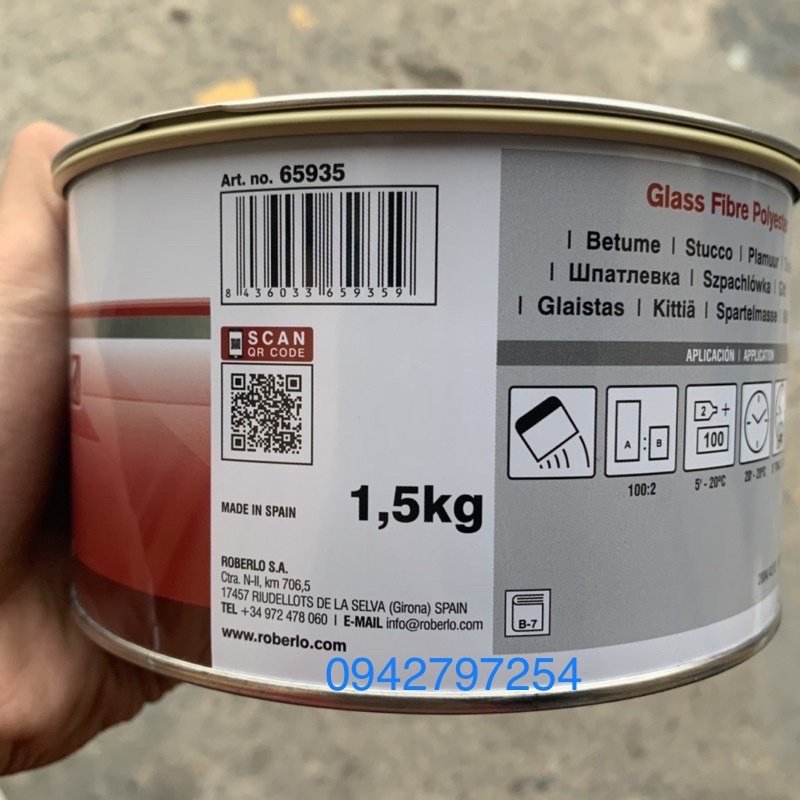 Art. no. 65935
8 436033 659359
SCAN
QR CODE
MADE IN SPAIN
1,5kg
ROBERLO S.A.
Ctra. N-II, km 706,5
17457 RIUDELLOTS DE LA SELVA (Girona) SPAIN
TEL +34 972 478 060 | E-MAIL info@roberlo.com
www.roberlo.com
Glass Fibre Polyester
| Betume | Stucco | Plamuur
| Шпатлевка | Szpachlówka |
| Glaistas | Kittiä | Spartelmasse
APLICACIÓN | APPLICATION
A : B
100:2
2 +
100
5' - 20ºC
20' - 20ºC
B-7
0942797254